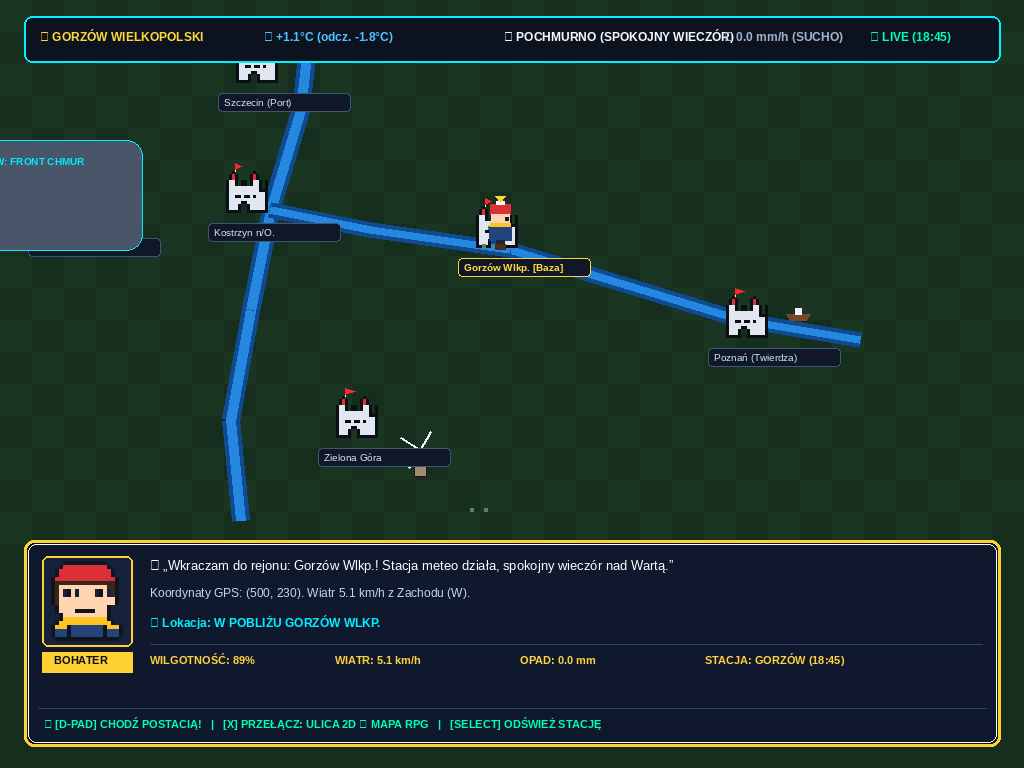 GORZÓW WIELKOPOLSKI
+1.1°C (odcz. -1.8°C)
POCHMURNO (SPOKOJNY WIECZÓR)
0.0 mm/h (SUCHO)
LIVE (18:45)
Szczecin (Port)
W: FRONT CHMUR
Kostrzyn n/O.
Gorzów Wlkp. [Baza]
Poznań (Twierdza)
Zielona Góra
„Wkraczam do rejonu: Gorzów Wlkp.! Stacja meteo działa, spokojny wieczór nad Wartą.”
Koordynaty GPS: (500, 230). Wiatr 5.1 km/h z Zachodu (W).
Lokacja: W POBLIŻU GORZÓW WLKP.
BOHATER
WILGOTNOŚĆ: 89%
WIATR: 5.1 km/h
OPAD: 0.0 mm
STACJA: GORZÓW (18:45)
[D-PAD] CHODŹ POSTACIĄ! | [X] PRZEŁĄCZ: ULICA 2D MAPA RPG | [SELECT] ODŚWIEŻ STACJĘ